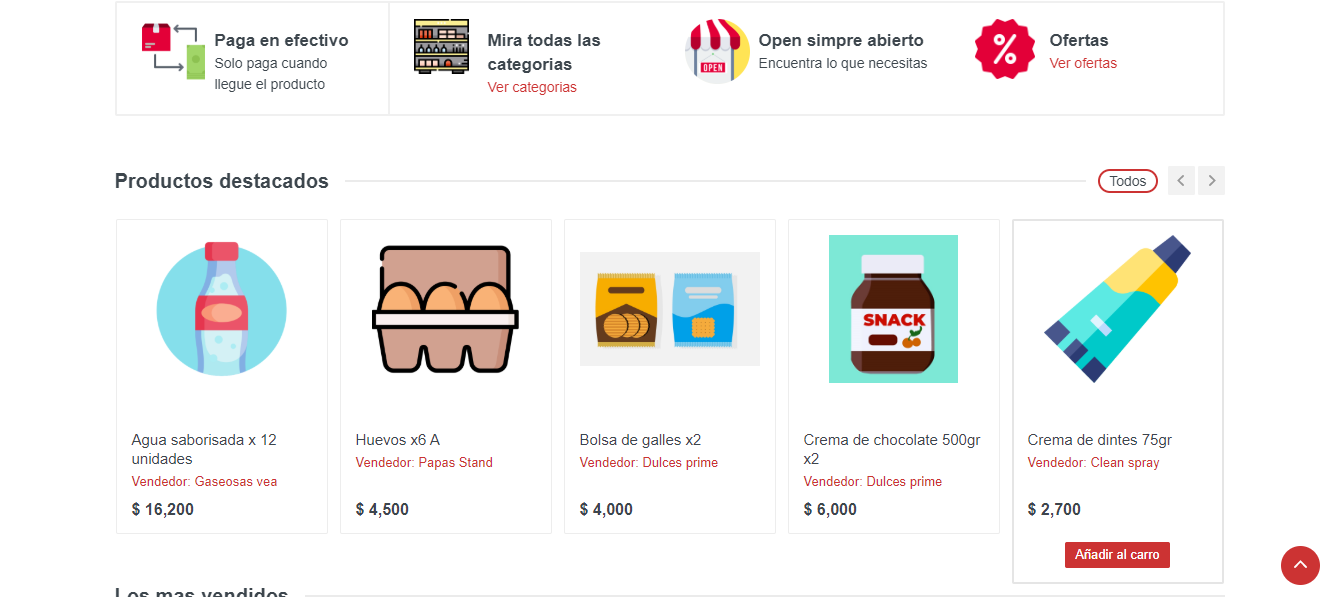 Paga en efectivo
Solo paga cuando
llegue el producto
Mira todas las
categorias
Ver categorias
OPEN
Open simpre abierto
Encuentra lo que necesitas
%
Ofertas
Ver ofertas
Productos destacados
Todos
SNACK
Agua saborisada x 12
unidades
Vendedor: Gaseosas vea
$ 16,200
Huevos x6 A
Vendedor: Papas Stand
$ 4,500
Bolsa de galles x2
Vendedor: Dulces prime
$ 4,000
Crema de chocolate 500gr
x2
Vendedor: Dulces prime
$ 6,000
Crema de dintes 75gr
Vendedor: Clean spray
$ 2,700
Añadir al carro
Los mas vendidos